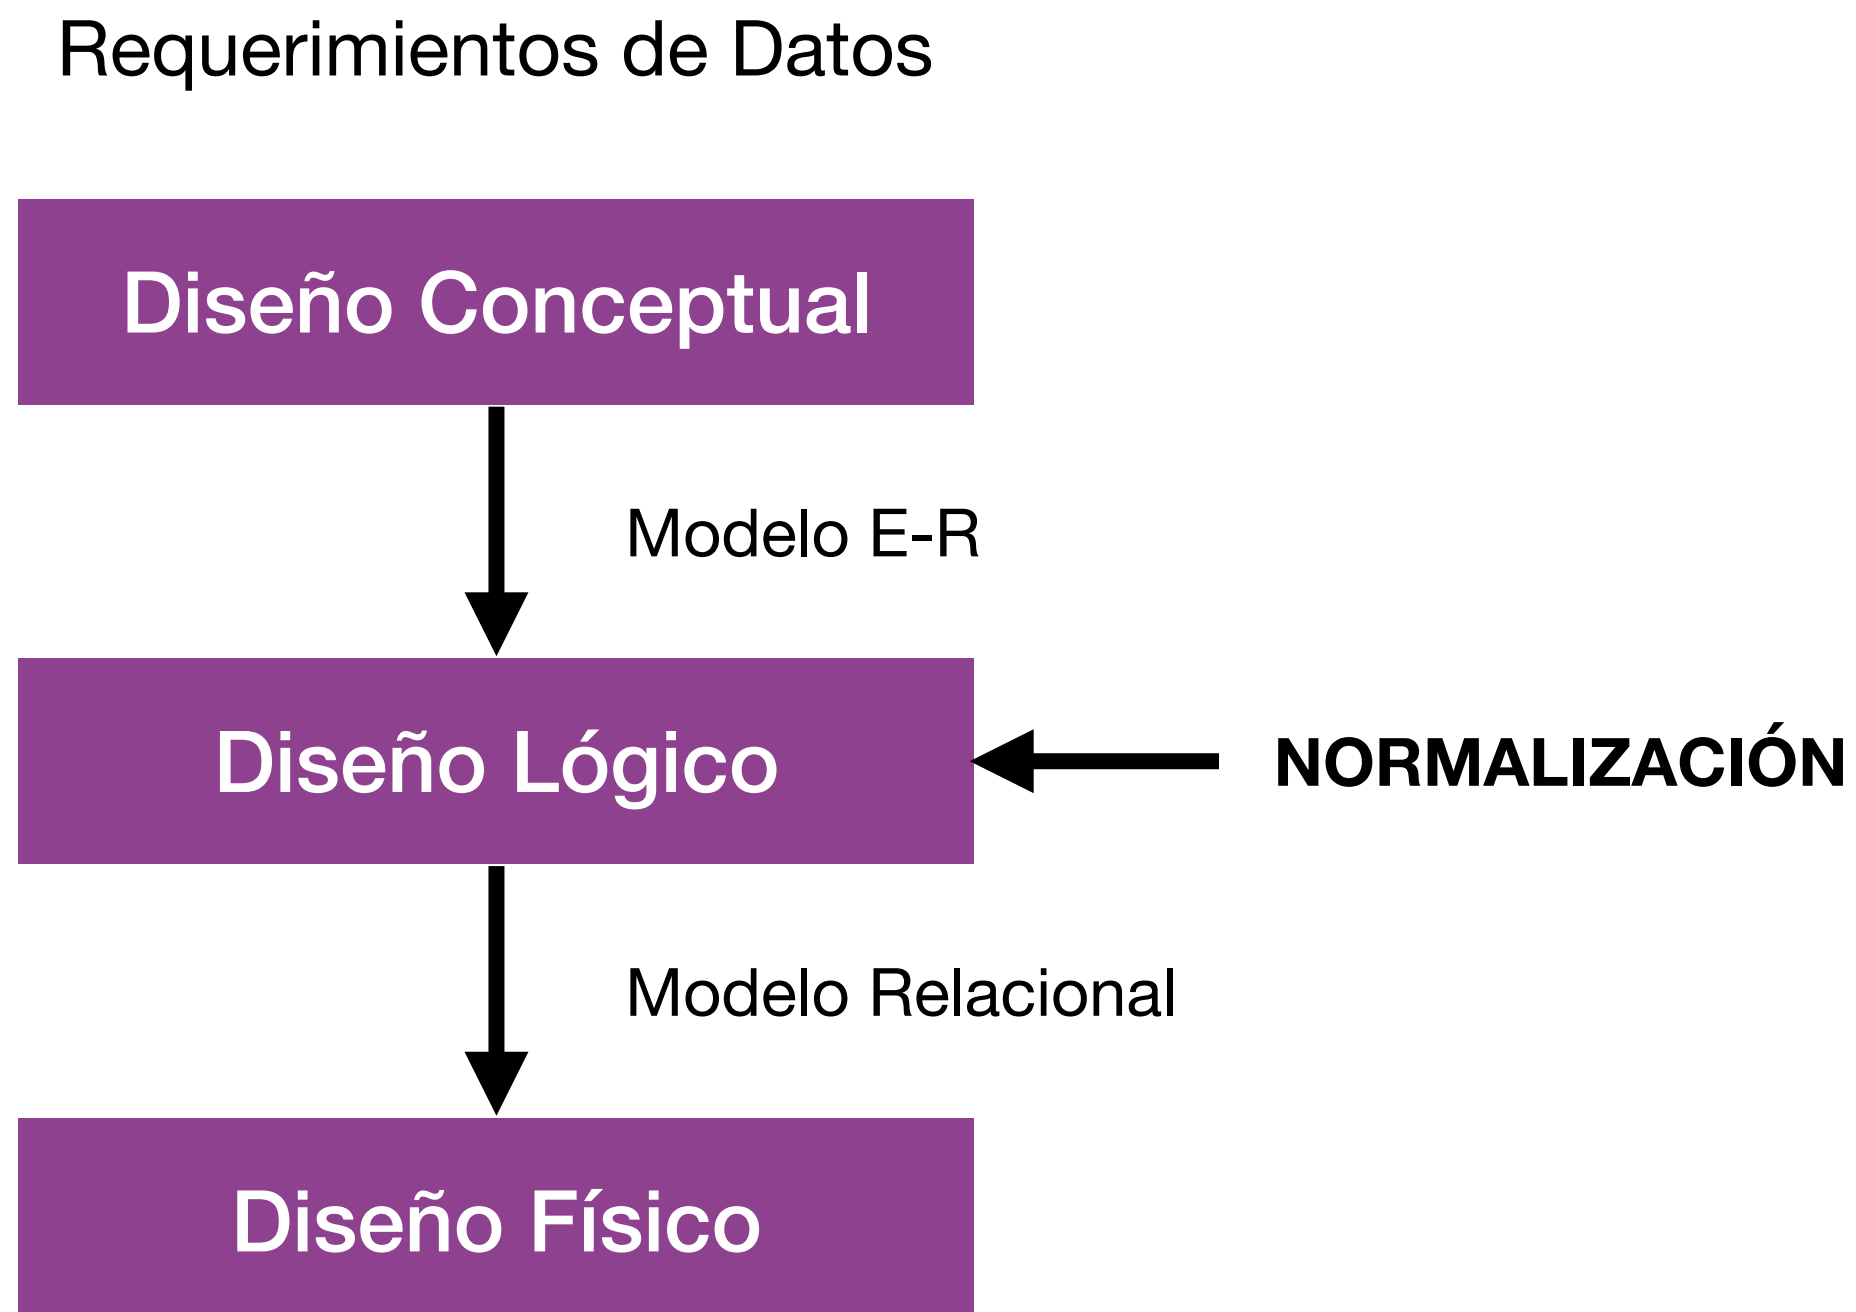 Requerimientos de Datos
Diseño Conceptual
Modelo E-R
Diseño Lógico
NORMALIZACIÓN
Modelo Relacional
Diseño Físico